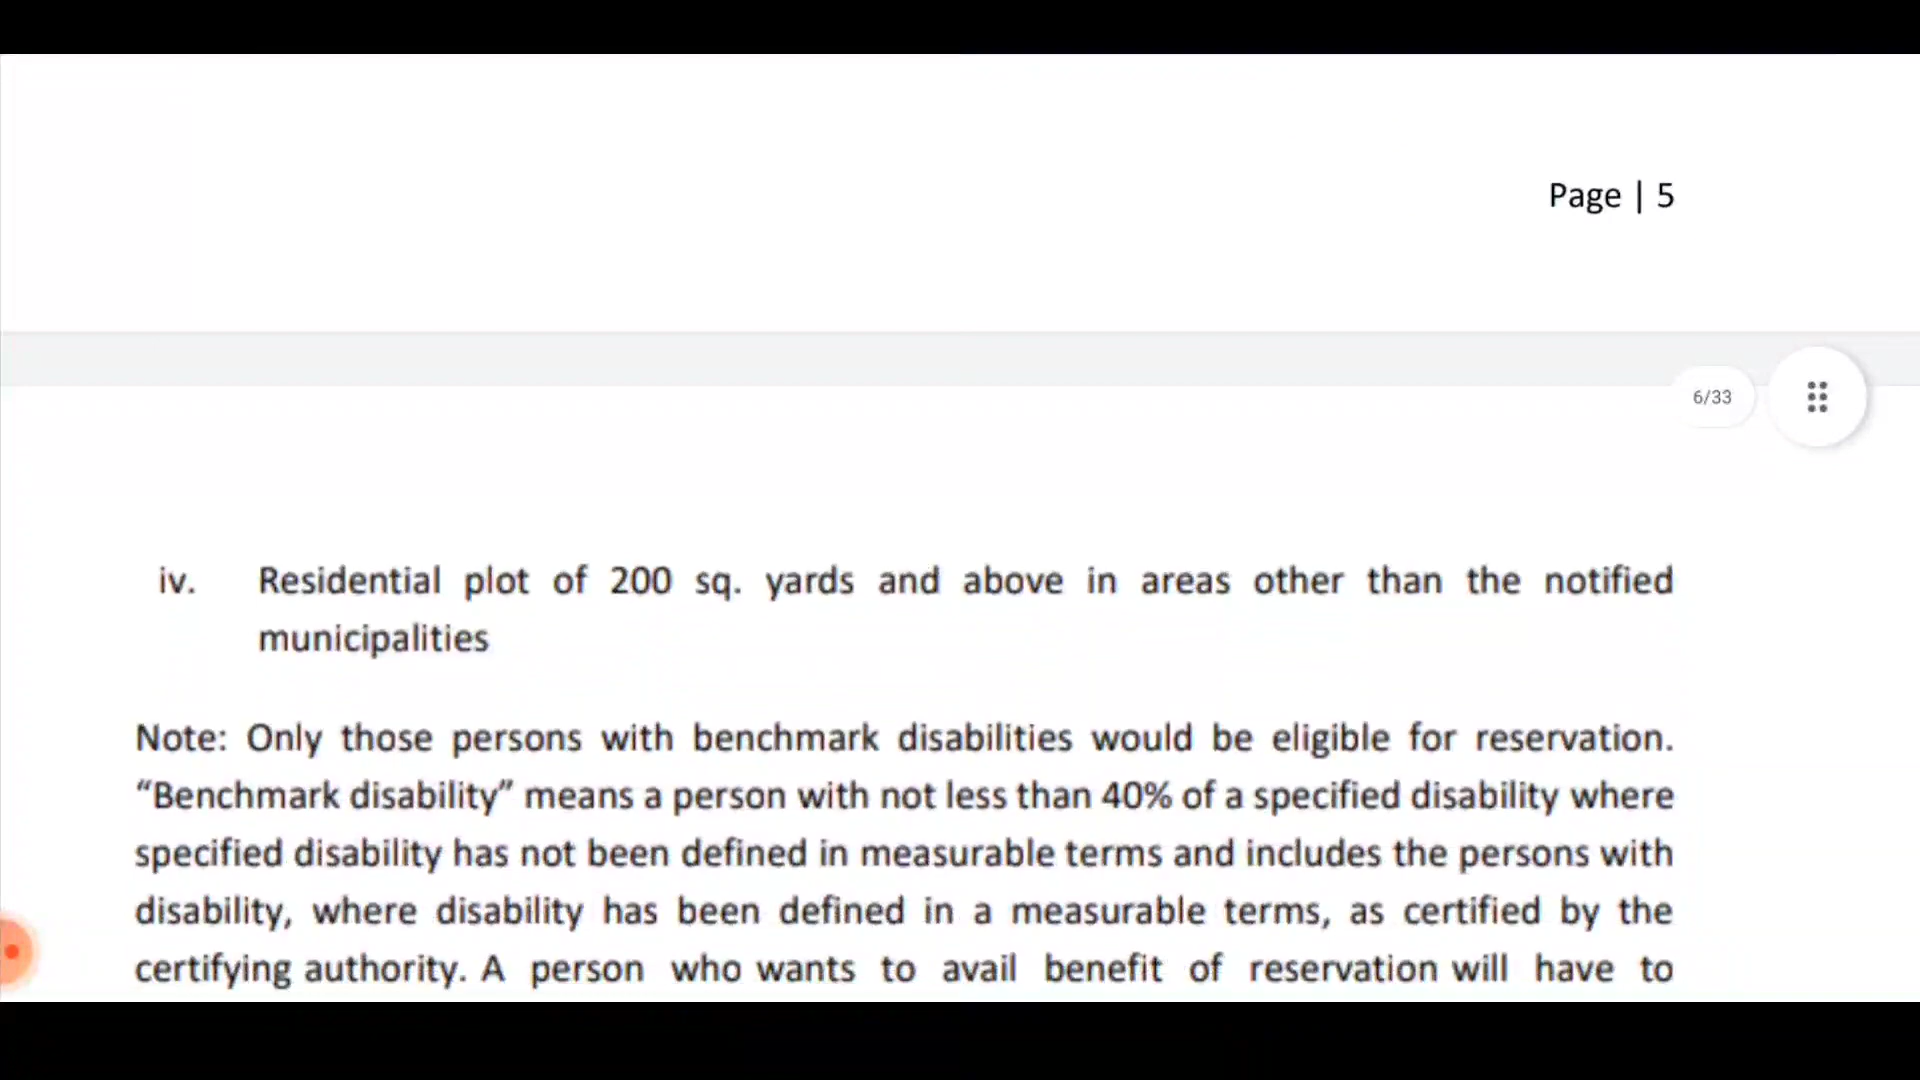 Page | 5
6/33
iv. Residential plot of 200 sq. yards and above in areas other than the notified
municipalities
Note: Only those persons with benchmark disabilities would be eligible for reservation.
“Benchmark disability” means a person with not less than 40% of a specified disability where
specified disability has not been defined in measurable terms and includes the persons with
disability, where disability has been defined in a measurable terms, as certified by the
certifying authority. A person who wants to avail benefit of reservation will have to